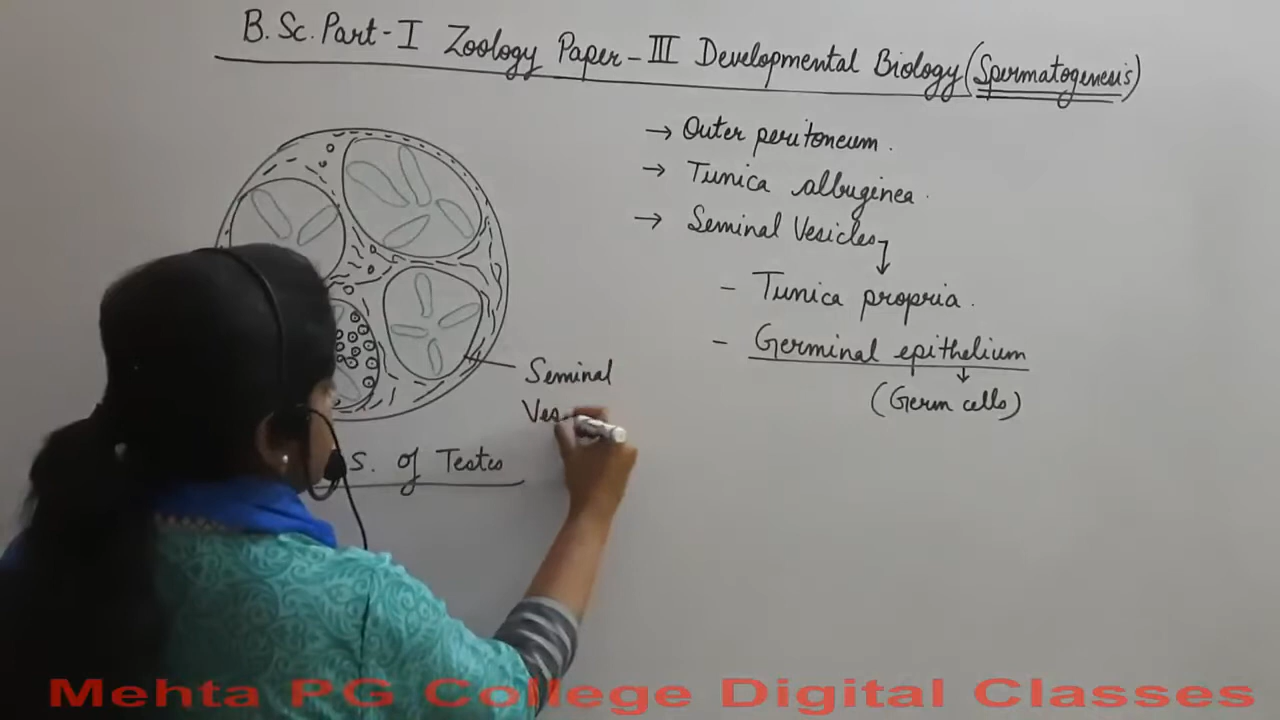 B. Sc. Part-I Zoology Paper-III Developmental Biology (Spermatogenesis)
→ Outer peritoneum.
→ Tunica albuginea.
→ Seminal Vesicles
- Tunica propria.
- Germinal epithelium
(Germ cells)
Seminal
Ves
S. of Testes
Mehta PG College Digital Classes